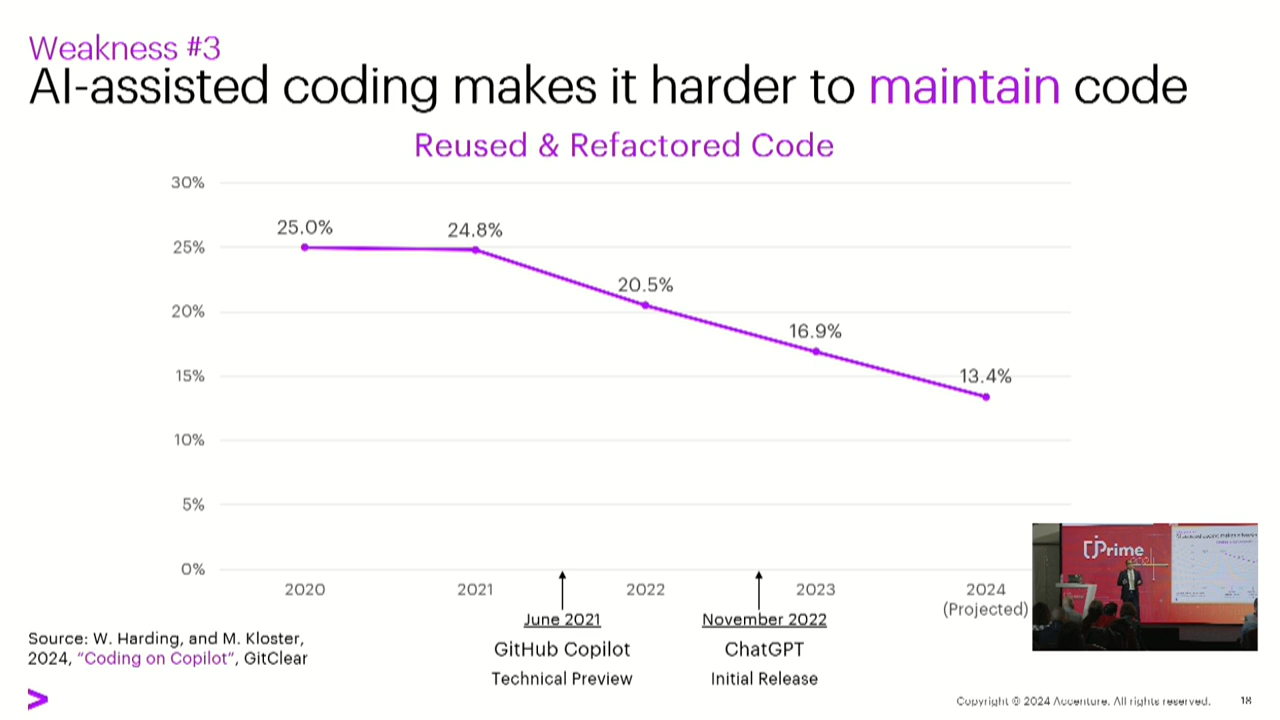 Weakness #3
AI-assisted coding makes it harder to maintain code
Reused & Refactored Code
30%
25%
20%
15%
10%
5%
0%
25.0%
24.8%
20.5%
16.9%
13.4%
2020
2021
2022
2023
2024
(Projected)
June 2021
GitHub Copilot
Technical Preview
November 2022
ChatGPT
Initial Release
Source: W. Harding, and M. Kloster,
2024, “Coding on Copilot”, GitClear
Prime
Copyright © 2024 Accenture. All rights reserved.
18